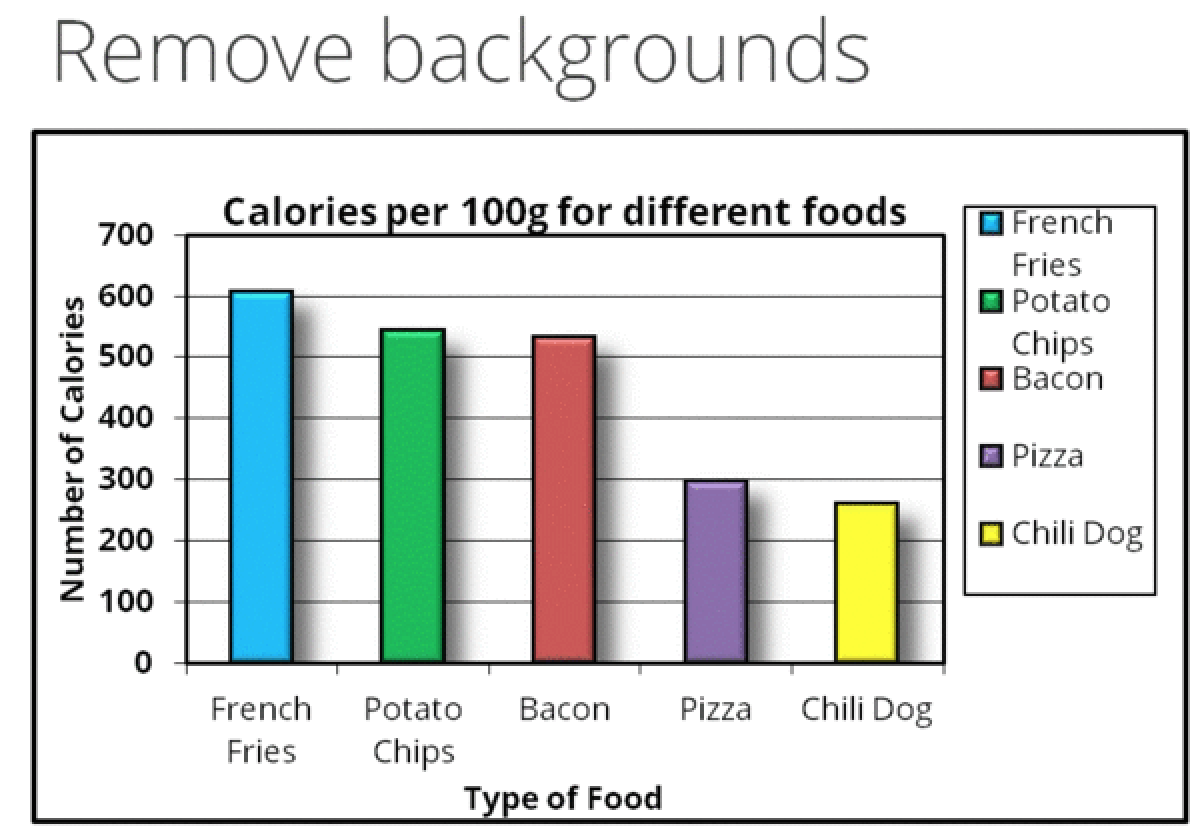 Remove backgrounds
Calories per 100g for different foods
700
600
500
400
300
200
100
0
Number of Calories
French
Fries
Potato
Chips
Bacon
Pizza
Chili Dog
Type of Food
French
Fries
Potato
Chips
Bacon
Pizza
Chili Dog